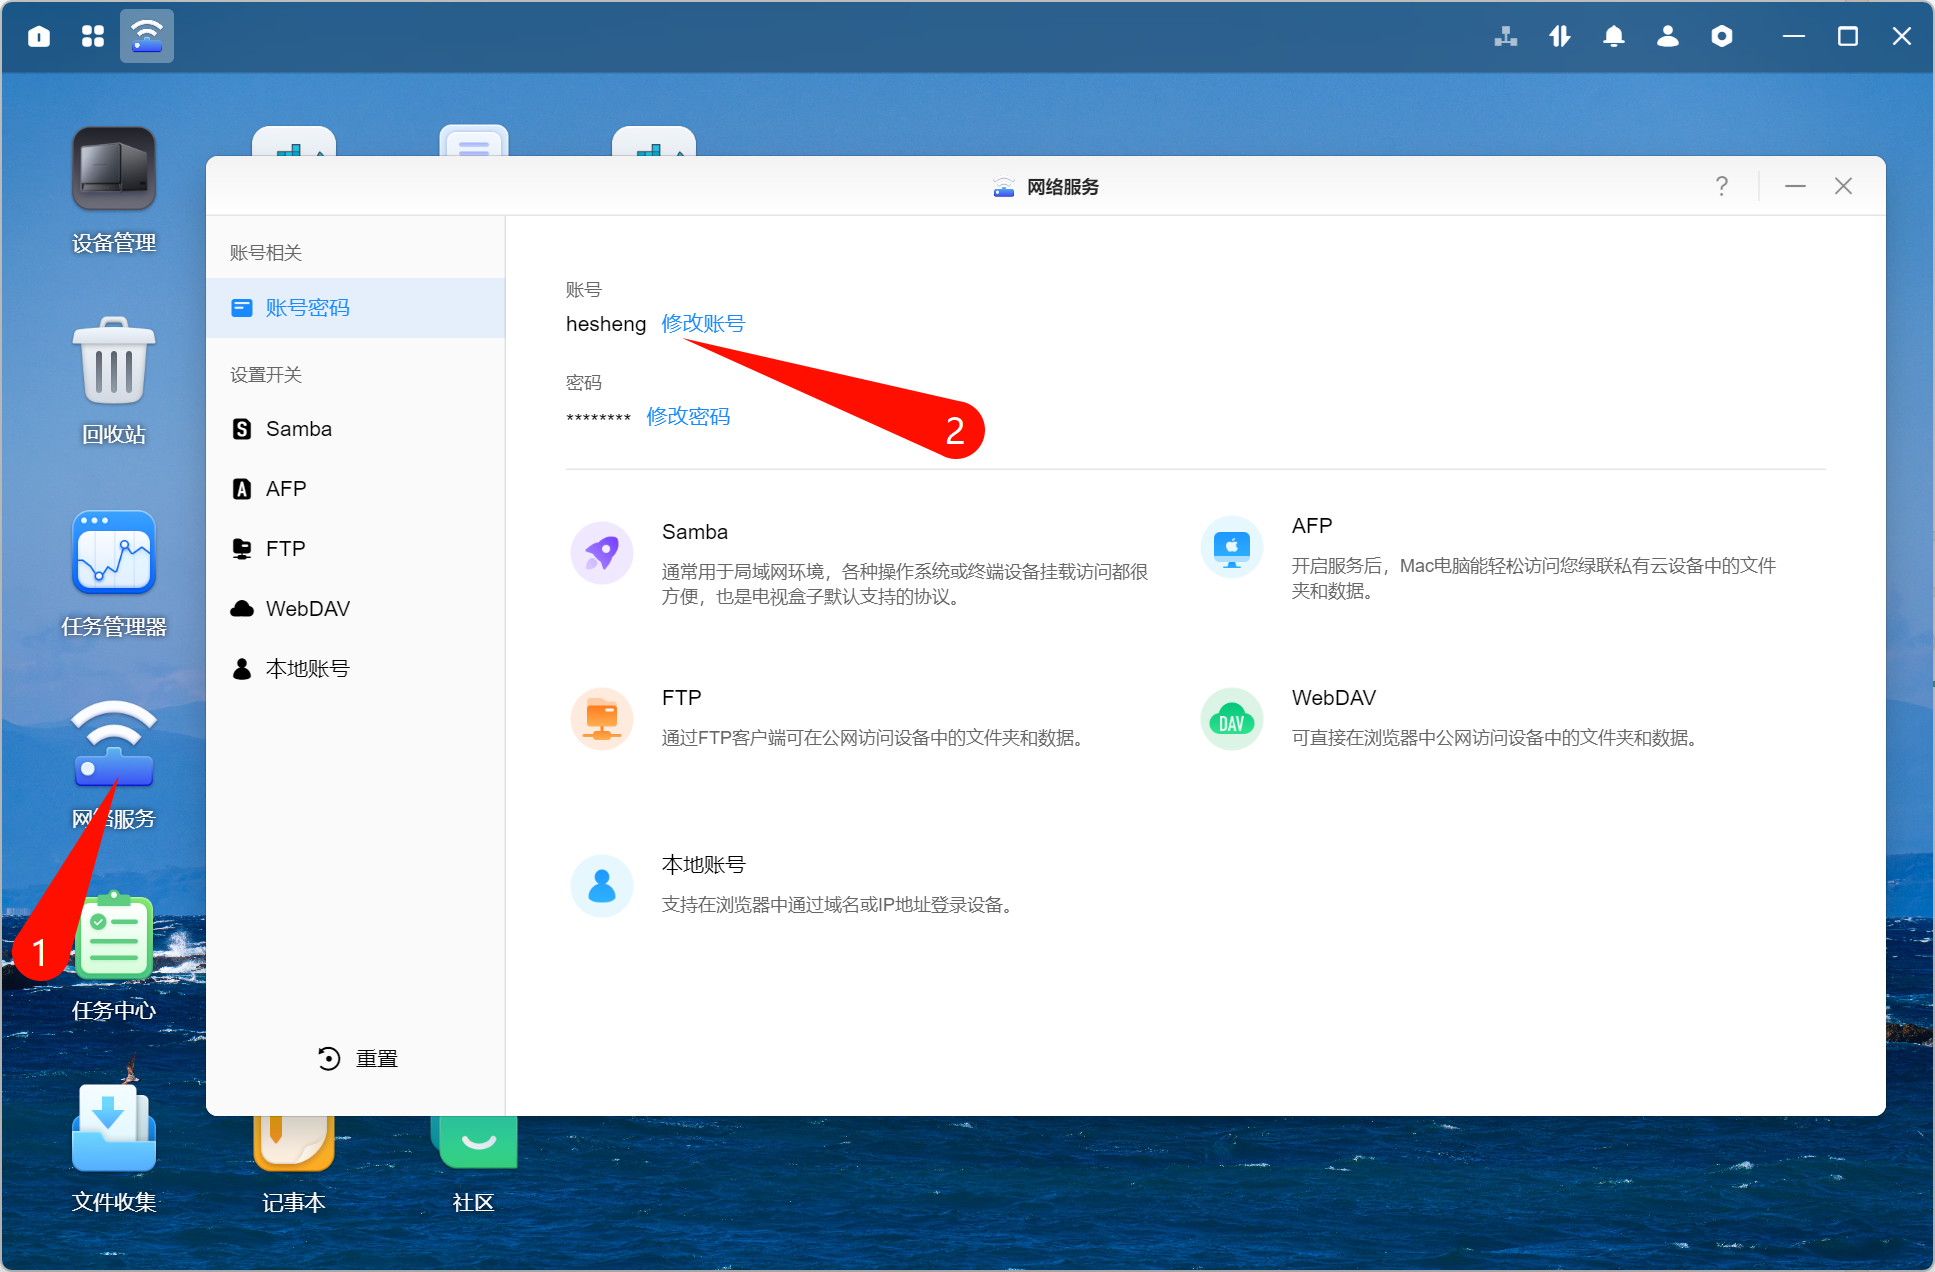 网络服务
?
设备管理
回收站
任务管理器
网络服务
任务中心
文件收集
记事本
社区
1
账号相关
账号密码
设置开关
Samba
AFP
FTP
WebDAV
本地账号
重置
账号
hesheng 修改账号
密码
******** 修改密码
2
Samba
通常用于局域网环境，各种操作系统或终端设备挂载访问都很
方便，也是电视盒子默认支持的协议。
AFP
开启服务后，Mac电脑能轻松访问您绿联私有云设备中的文件
夹和数据。
FTP
通过FTP客户端可在公网访问设备中的文件夹和数据。
DAV
WebDAV
可直接在浏览器中公网访问设备中的文件夹和数据。
本地账号
支持在浏览器中通过域名或IP地址登录设备。